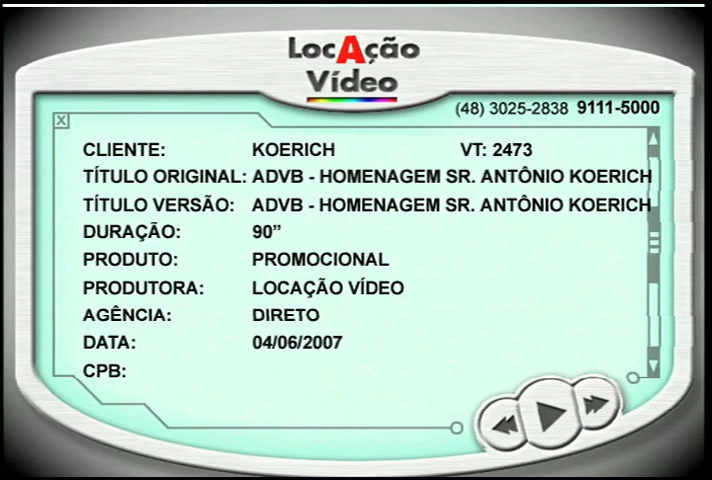 LocAção
Vídeo
(48) 3025-2838 9111-5000
X
CLIENTE: KOERICH VT: 2473
TÍTULO ORIGINAL: ADVB - HOMENAGEM SR. ANTÔNIO KOERICH
TÍTULO VERSÃO: ADVB - HOMENAGEM SR. ANTÔNIO KOERICH
DURAÇÃO: 90”
PRODUTO: PROMOCIONAL
PRODUTORA: LOCAÇÃO VÍDEO
AGÊNCIA: DIRETO
DATA: 04/06/2007
CPB: